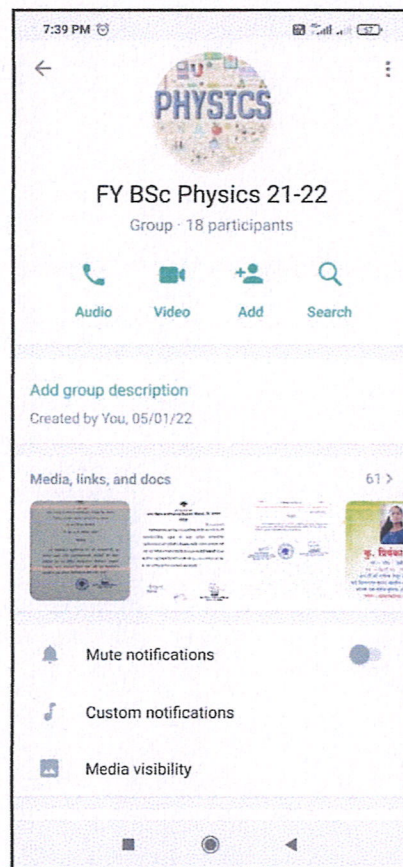 7:39 PM
57
PHYSICS
FY BSc Physics 21-22
Group · 18 participants
Audio Video Add Search
Add group description
Created by You, 05/01/22
Media, links, and docs 61 >
Mute notifications
Custom notifications
Media visibility